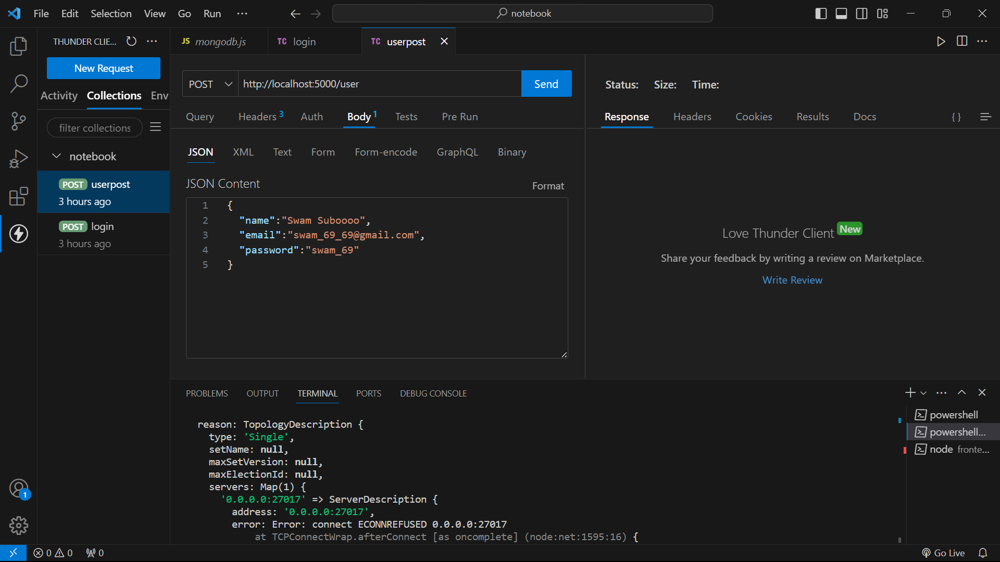 File Edit Selection View Go Run ···
notebook
THUNDER CLIE...
New Request
Activity Collections Env
filter collections
notebook
POST userpost
3 hours ago
POST login
3 hours ago
JS mongodb.js
TC login
TC userpost
POST http://localhost:5000/user Send
Query Headers 3 Auth Body 1 Tests Pre Run
JSON XML Text Form Form-encode GraphQL Binary
JSON Content
Format
1 {
2 "name":"Swam Suboooo",
3 "email":"swam_69_69@gmail.com",
4 "password":"swam_69"
5 }
Status: Size: Time:
Response Headers Cookies Results Docs { }
Love Thunder Client New
Share your feedback by writing a review on Marketplace.
Write Review
PROBLEMS OUTPUT TERMINAL PORTS DEBUG CONSOLE
reason: TopologyDescription {
type: 'Single',
setName: null,
maxSetVersion: null,
maxElectionId: null,
servers: Map(1) {
'0.0.0.0:27017' => ServerDescription {
address: '0.0.0.0:27017',
error: Error: connect ECONNREFUSED 0.0.0.0:27017
at TCPConnectWrap.afterConnect [as oncomplete] (node:net:1595:16) {
powershell
powershell...
node fronte...
1
0 0 0
Go Live